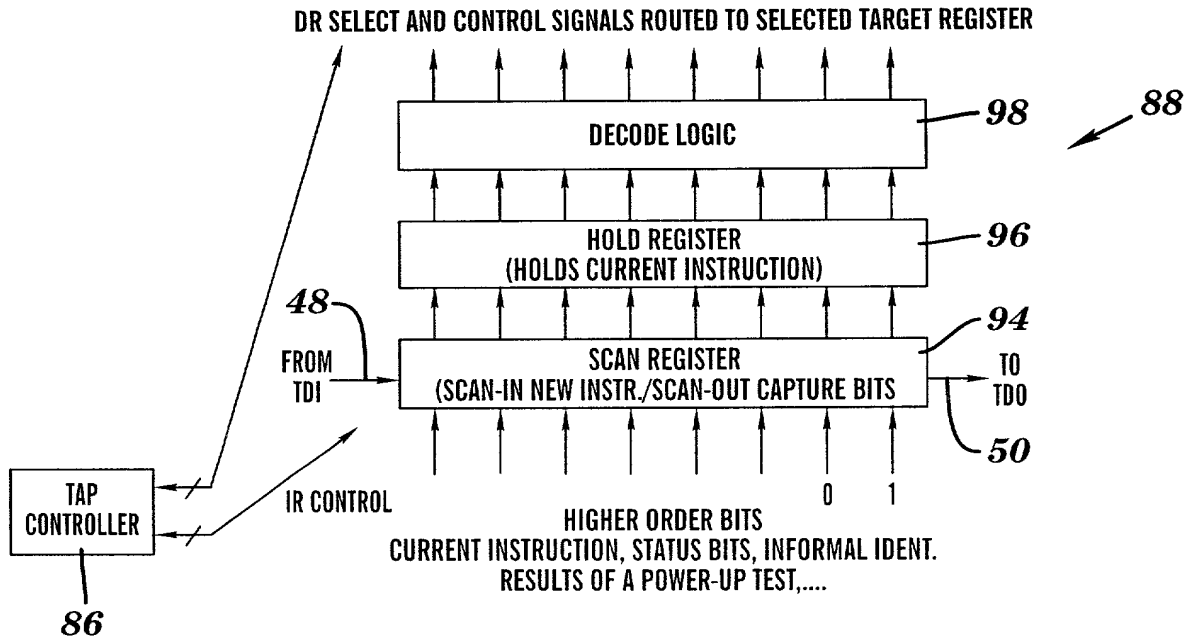 DR SELECT AND CONTROL SIGNALS ROUTED TO SELECTED TARGET REGISTER
DECODE LOGIC
98
88
HOLD REGISTER
(HOLDS CURRENT INSTRUCTION)
96
48
94
FROM
TDI
SCAN REGISTER
(SCAN-IN NEW INSTR./SCAN-OUT CAPTURE BITS
TO
TDO
50
TAP
CONTROLLER
IR CONTROL
0 1
HIGHER ORDER BITS
CURRENT INSTRUCTION, STATUS BITS, INFORMAL IDENT.
RESULTS OF A POWER-UP TEST,....
86